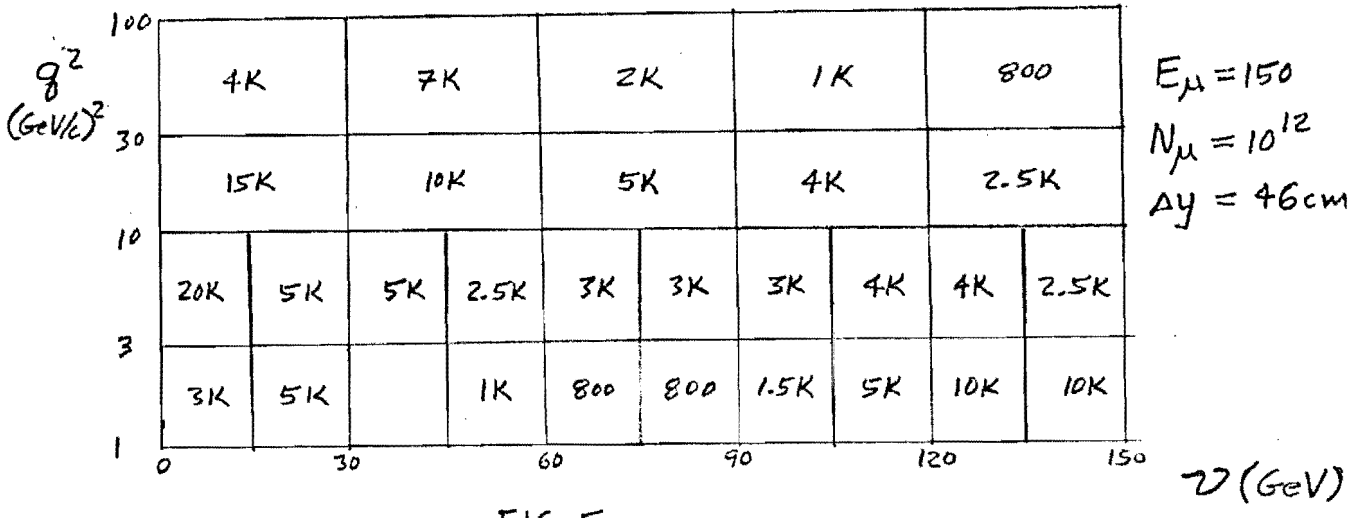 100
q²
(GeV/c)²
4K 7K 2K 1K 800
Eμ = 150
30
Nμ = 10¹²
15K 10K 5K 4K 2.5K
Δy = 46cm
10
20K 5K 5K 2.5K 3K 3K 3K 4K 4K 2.5K
3
3K 5K 1K 800 800 1.5K 5K 10K 10K
1
0 30 60 90 120 150
ν (GeV)